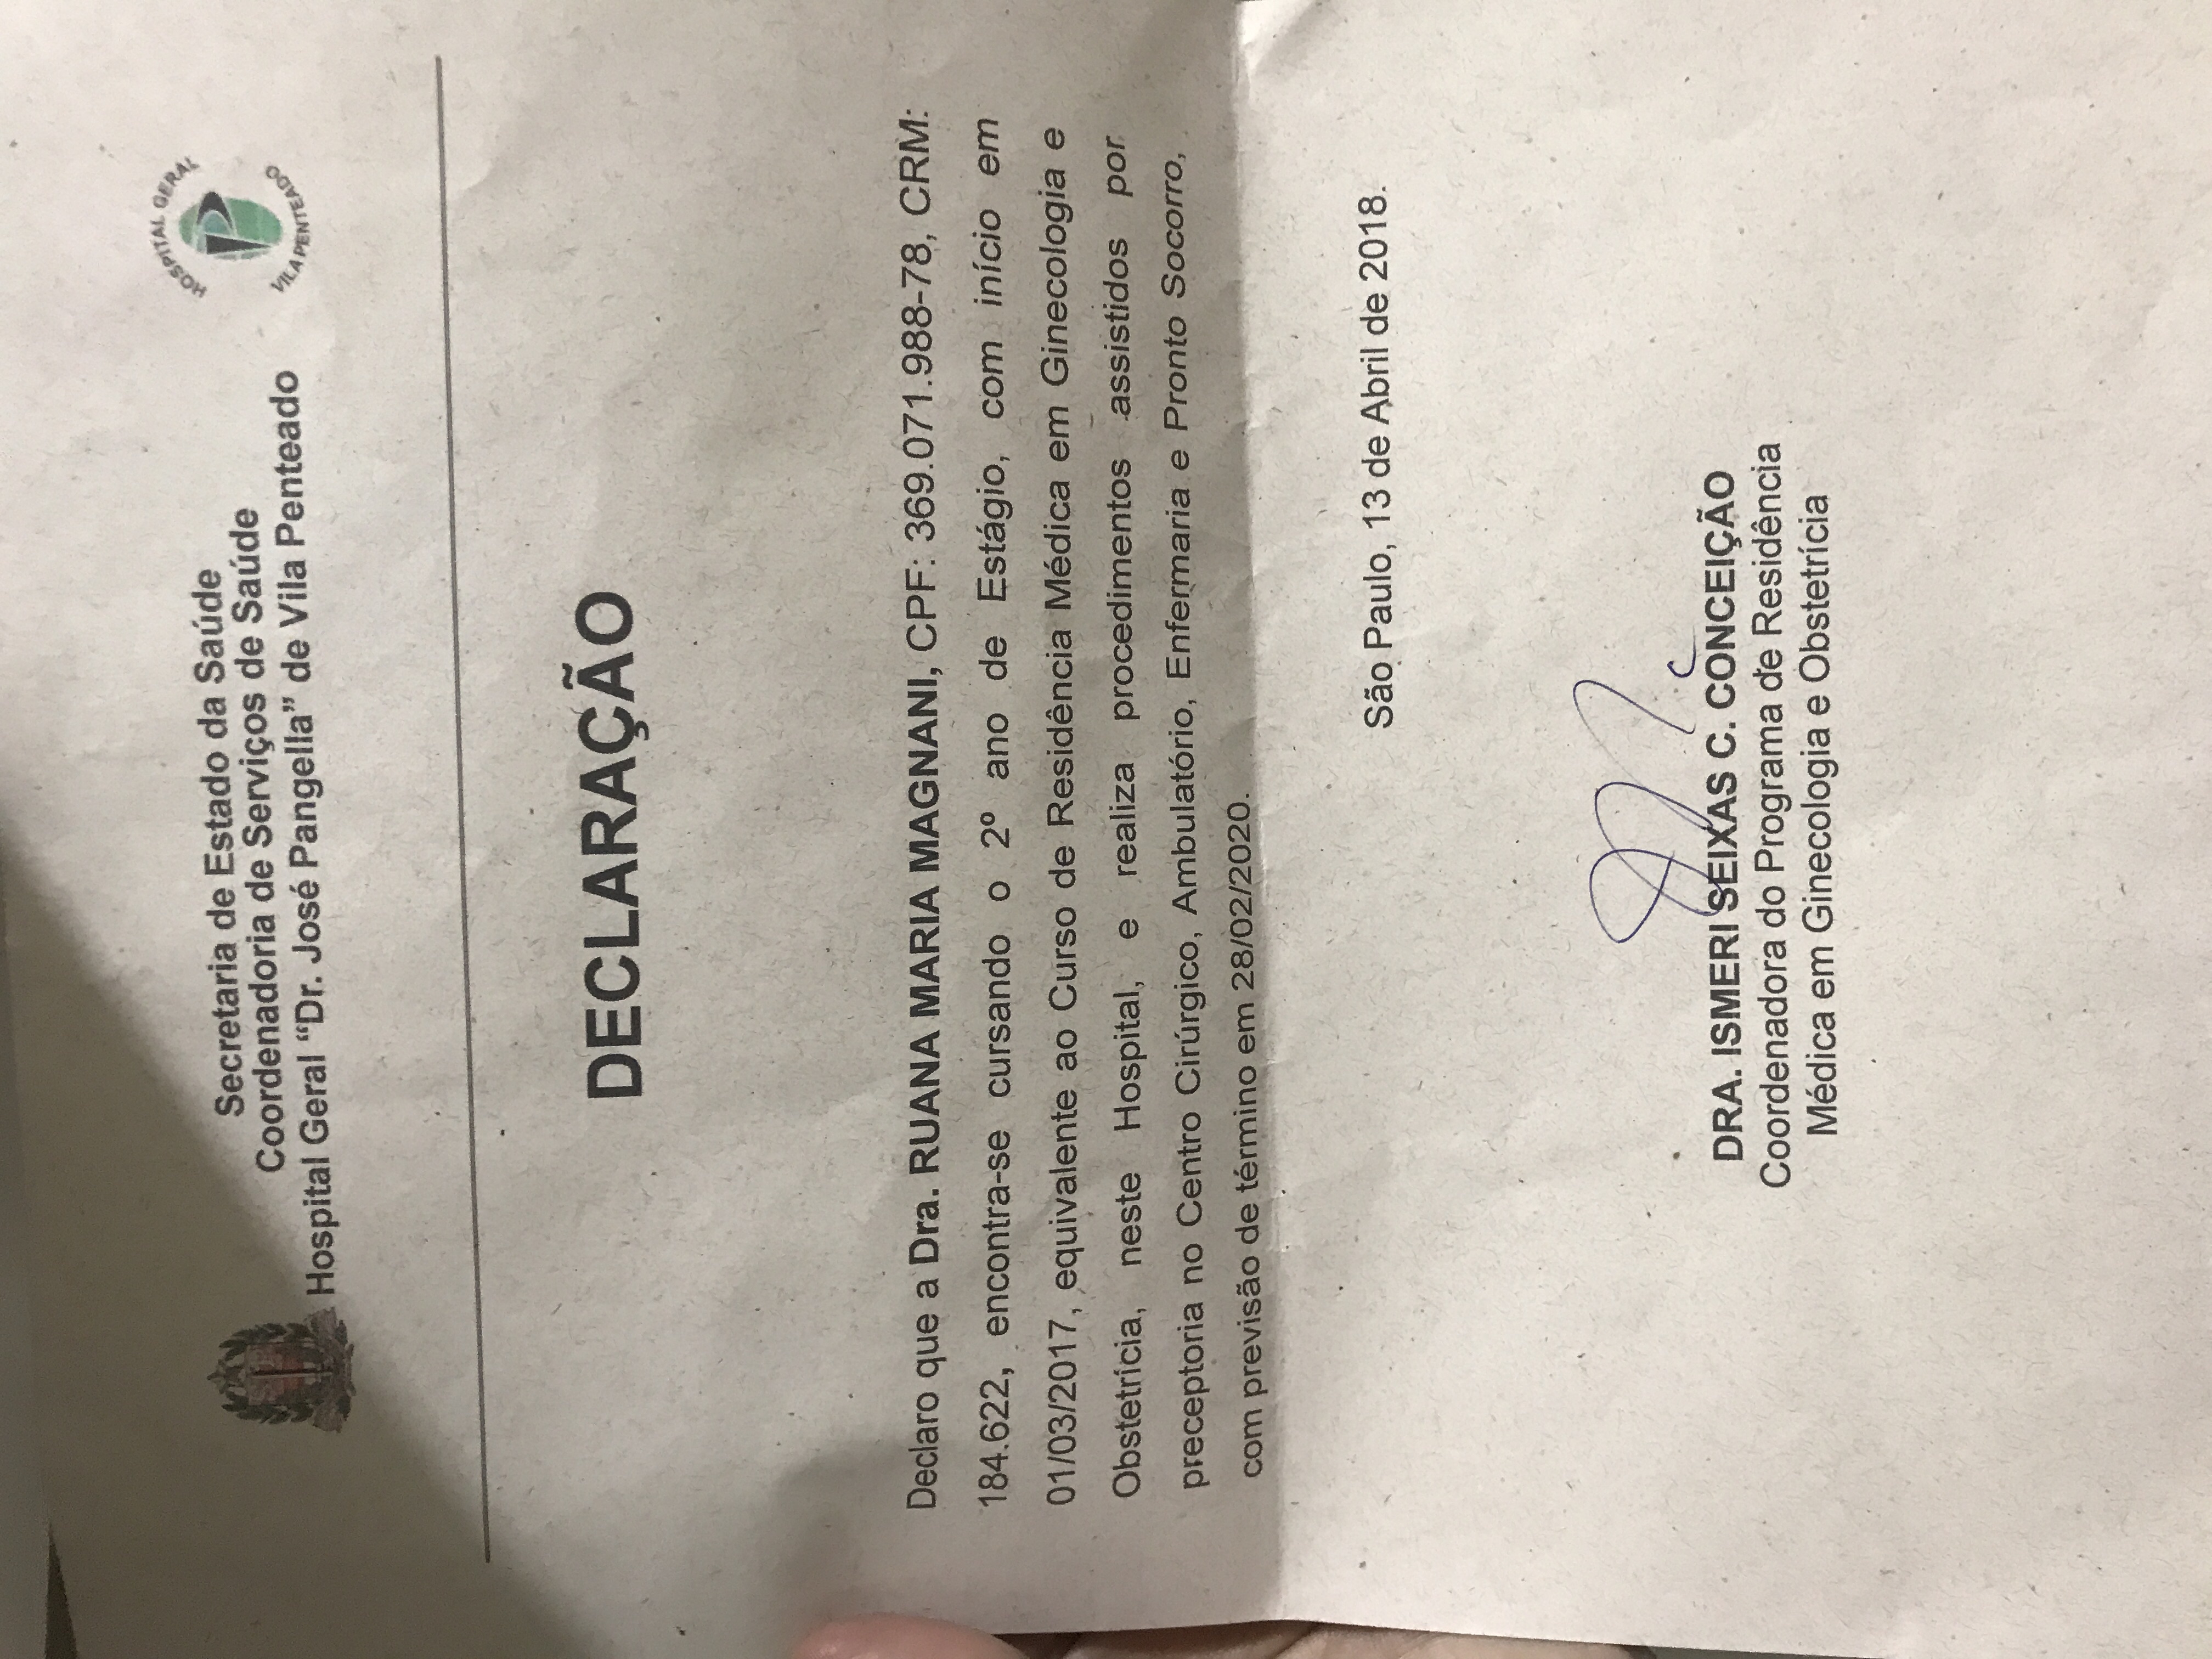 Secretaria de Estado da Saúde
Coordenadoria de Serviços de Saúde
Hospital Geral “Dr. José Pangella” de Vila Penteado
HOSPITAL GERAL
VILA PENTEADO
DECLARAÇÃO
Declaro que a Dra. RUANA MARIA MAGNANI, CPF: 369.071.988-78, CRM:
184.622, encontra-se cursando o 2º ano de Estágio, com início em
01/03/2017, equivalente ao Curso de Residência Médica em Ginecologia e
Obstetrícia, neste Hospital, e realiza procedimentos assistidos por
preceptoria no Centro Cirúrgico, Ambulatório, Enfermaria e Pronto Socorro,
com previsão de término em 28/02/2020.
São Paulo, 13 de Abril de 2018.
DRA. ISMERI SEIXAS C. CONCEIÇÃO
Coordenadora do Programa de Residência
Médica em Ginecologia e Obstetrícia